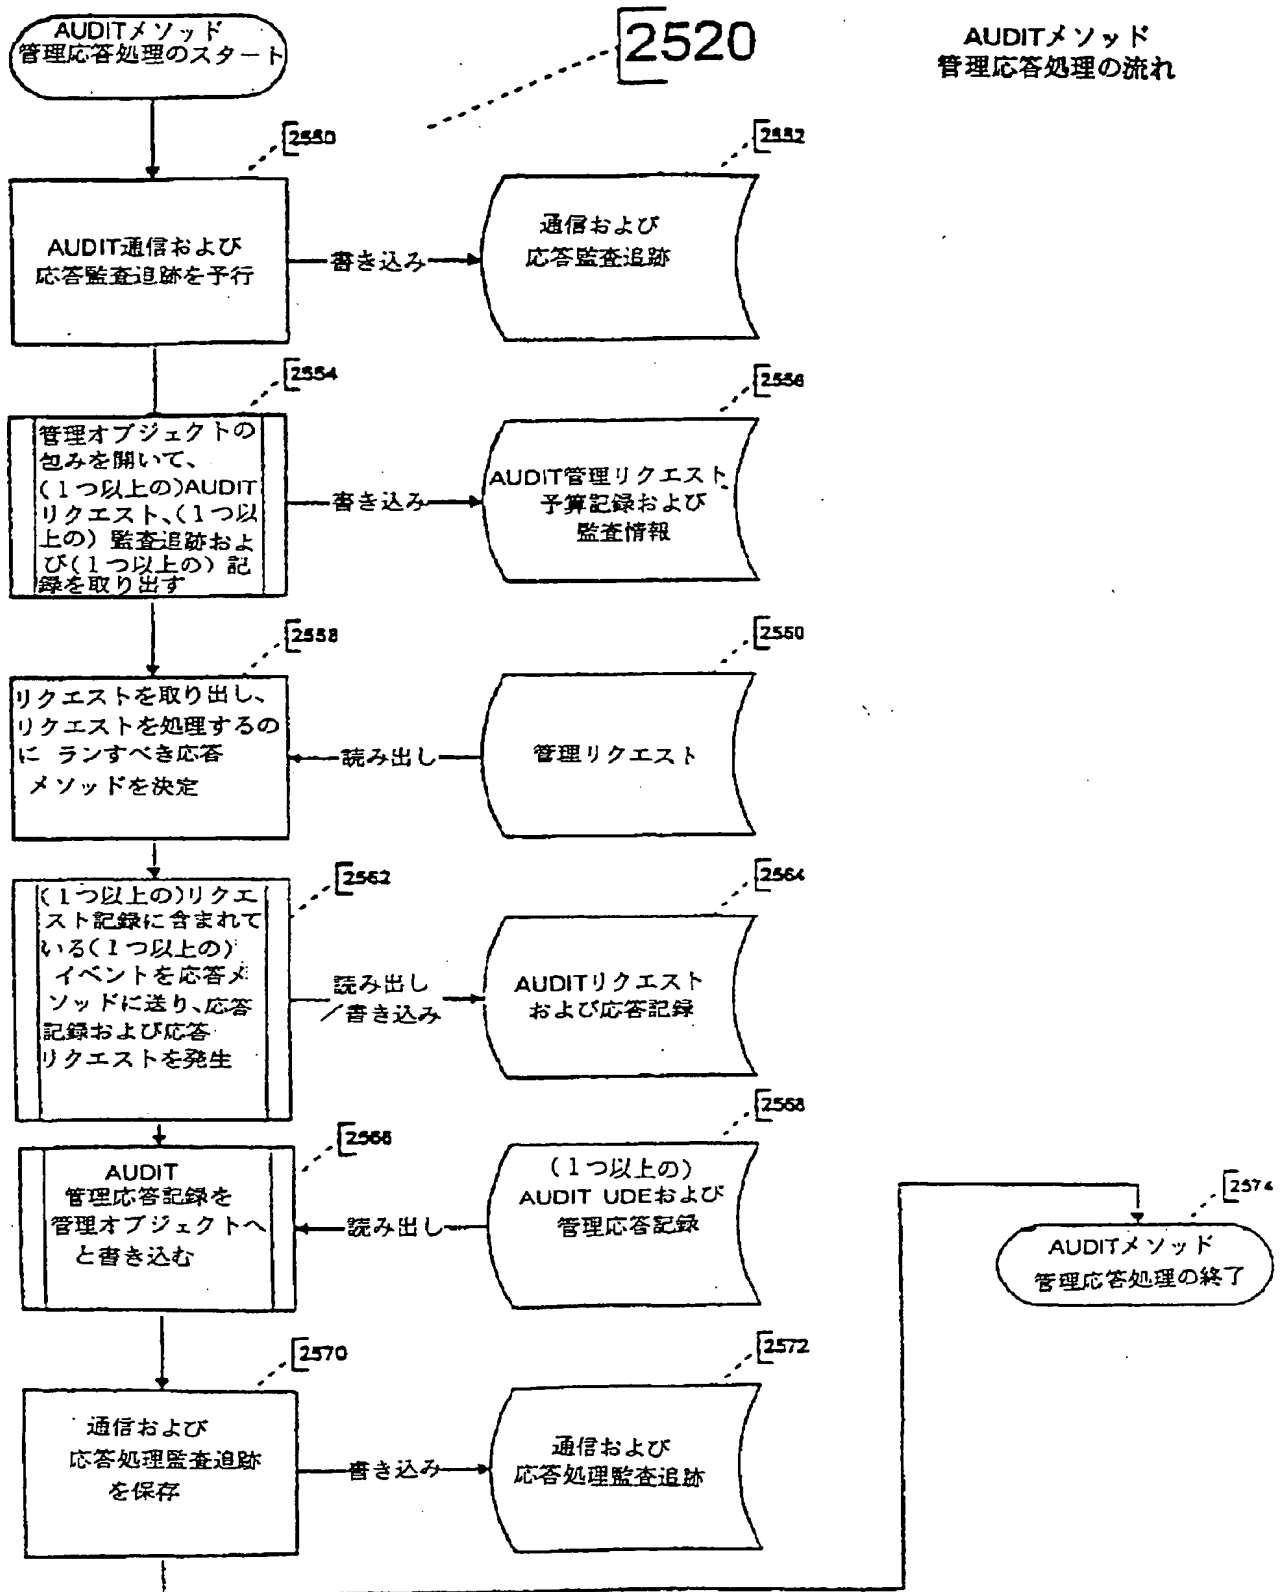 AUDITメソッド
管理応答処理のスタート
2520
AUDITメソッド
管理応答処理の流れ
2550
AUDIT通信および
応答監査追跡を予行
書き込み
2552
通信および
応答監査追跡
2554
管理オブジェクトの
包みを開いて、
(1つ以上の)AUDIT
リクエスト、(1つ以
上の) 監査追跡およ
び(1つ以上の) 記
録を取り出す
書き込み
2556
AUDIT管理リクエスト
予算記録および
監査情報
2558
リクエストを取り出し、
リクエストを処理するの
に ランすべき応答
メソッドを決定
読み出し
2560
管理リクエスト
2562
(1つ以上の)リクエ
スト記録に含まれて
いる(1つ以上の)
イベントを応答メ
ソッドに送り、応答
記録および応答
リクエストを発生
読み出し
/書き込み
2564
AUDITリクエスト
および応答記録
2566
AUDIT
管理応答記録を
管理オブジェクトへ
と書き込む
読み出し
2568
(1つ以上の)
AUDIT UDEおよび
管理応答記録
2570
通信および
応答処理監査追跡
を保存
書き込み
2572
通信および
応答処理監査追跡
2574
AUDITメソッド
管理応答処理の終了